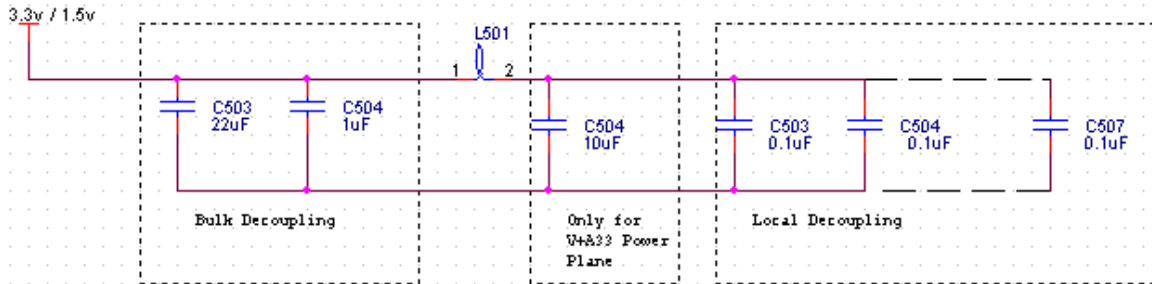 3.3v / 1.5v
L501
1
2
C503
22uF
C504
1uF
C504
10uF
C503
0.1uF
C504
0.1uF
C507
0.1uF
Bulk Decoupling
Only for
V+A33 Power
Plane
Local Decoupling